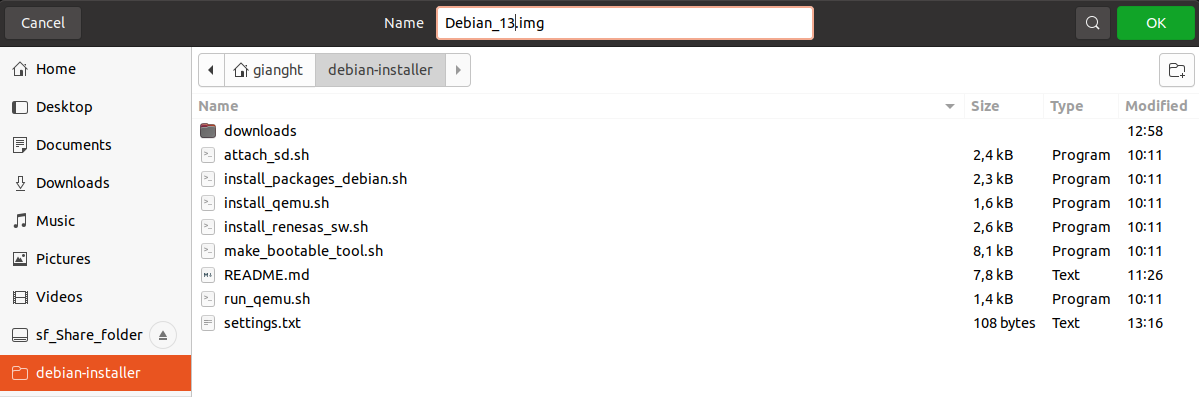 Cancel Name Debian_13.img OK
Home
Desktop
Documents
Downloads
Music
Pictures
Videos
sf_Share_folder
debian-installer
gianght debian-installer
Name Size Type Modified
downloads 12:58
attach_sd.sh 2,4 kB Program 10:11
install_packages_debian.sh 2,3 kB Program 10:11
install_qemu.sh 1,6 kB Program 10:11
install_renesas_sw.sh 2,6 kB Program 10:11
make_bootable_tool.sh 8,1 kB Program 10:11
README.md 7,8 kB Text 11:26
run_qemu.sh 1,4 kB Program 10:11
settings.txt 108 bytes Text 13:16